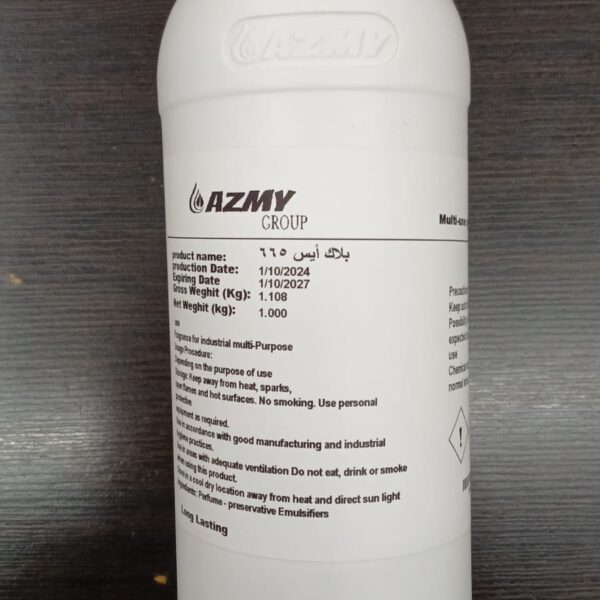 AZMY
AZMY
GROUP
product name: بلاك أيس ٦٦٥
production Date: 1/10/2024
Expiring Date 1/10/2027
Gross Weghit (Kg): 1.108
Net Weghit (kg): 1.000
use
Fragrance for industrial multi-Purpose
Usage Procedure:
Depending on the purpose of use
Storage: Keep away from heat, sparks,
open flames and hot surfaces. No smoking. Use personal
protective
equipment as required.
Use in accordance with good manufacturing and industrial
hygiene practices.
Use in areas with adequate ventilation Do not eat, drink or smoke
when using this product.
Store in a cool dry location away from heat and direct sun light
Ingredients: Perfume - preservative Emulsifiers
Long Lasting
Multi-use
Precautio
Keep out
Possibility
expected
use
Chemical
normal